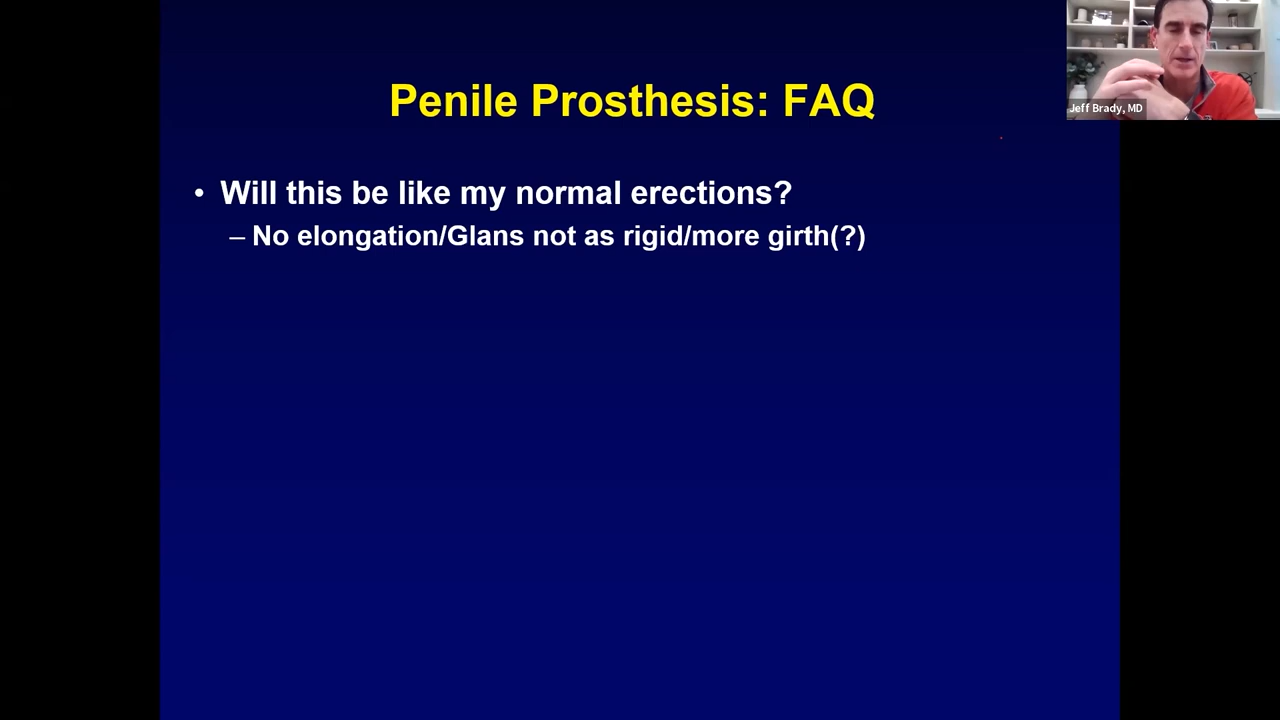 Penile Prosthesis: FAQ
Jeff Brady, MD
• Will this be like my normal erections?
– No elongation/Glans not as rigid/more girth(?)